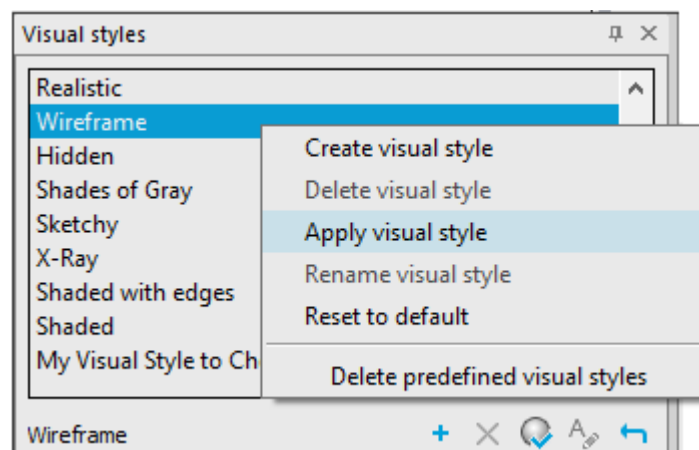 Visual styles
Realistic
Wireframe
Hidden
Shades of Gray
Sketchy
X-Ray
Shaded with edges
Shaded
My Visual Style to
Create visual style
Delete visual style
Apply visual style
Rename visual style
Reset to default
Delete predefined visual styles
Wireframe